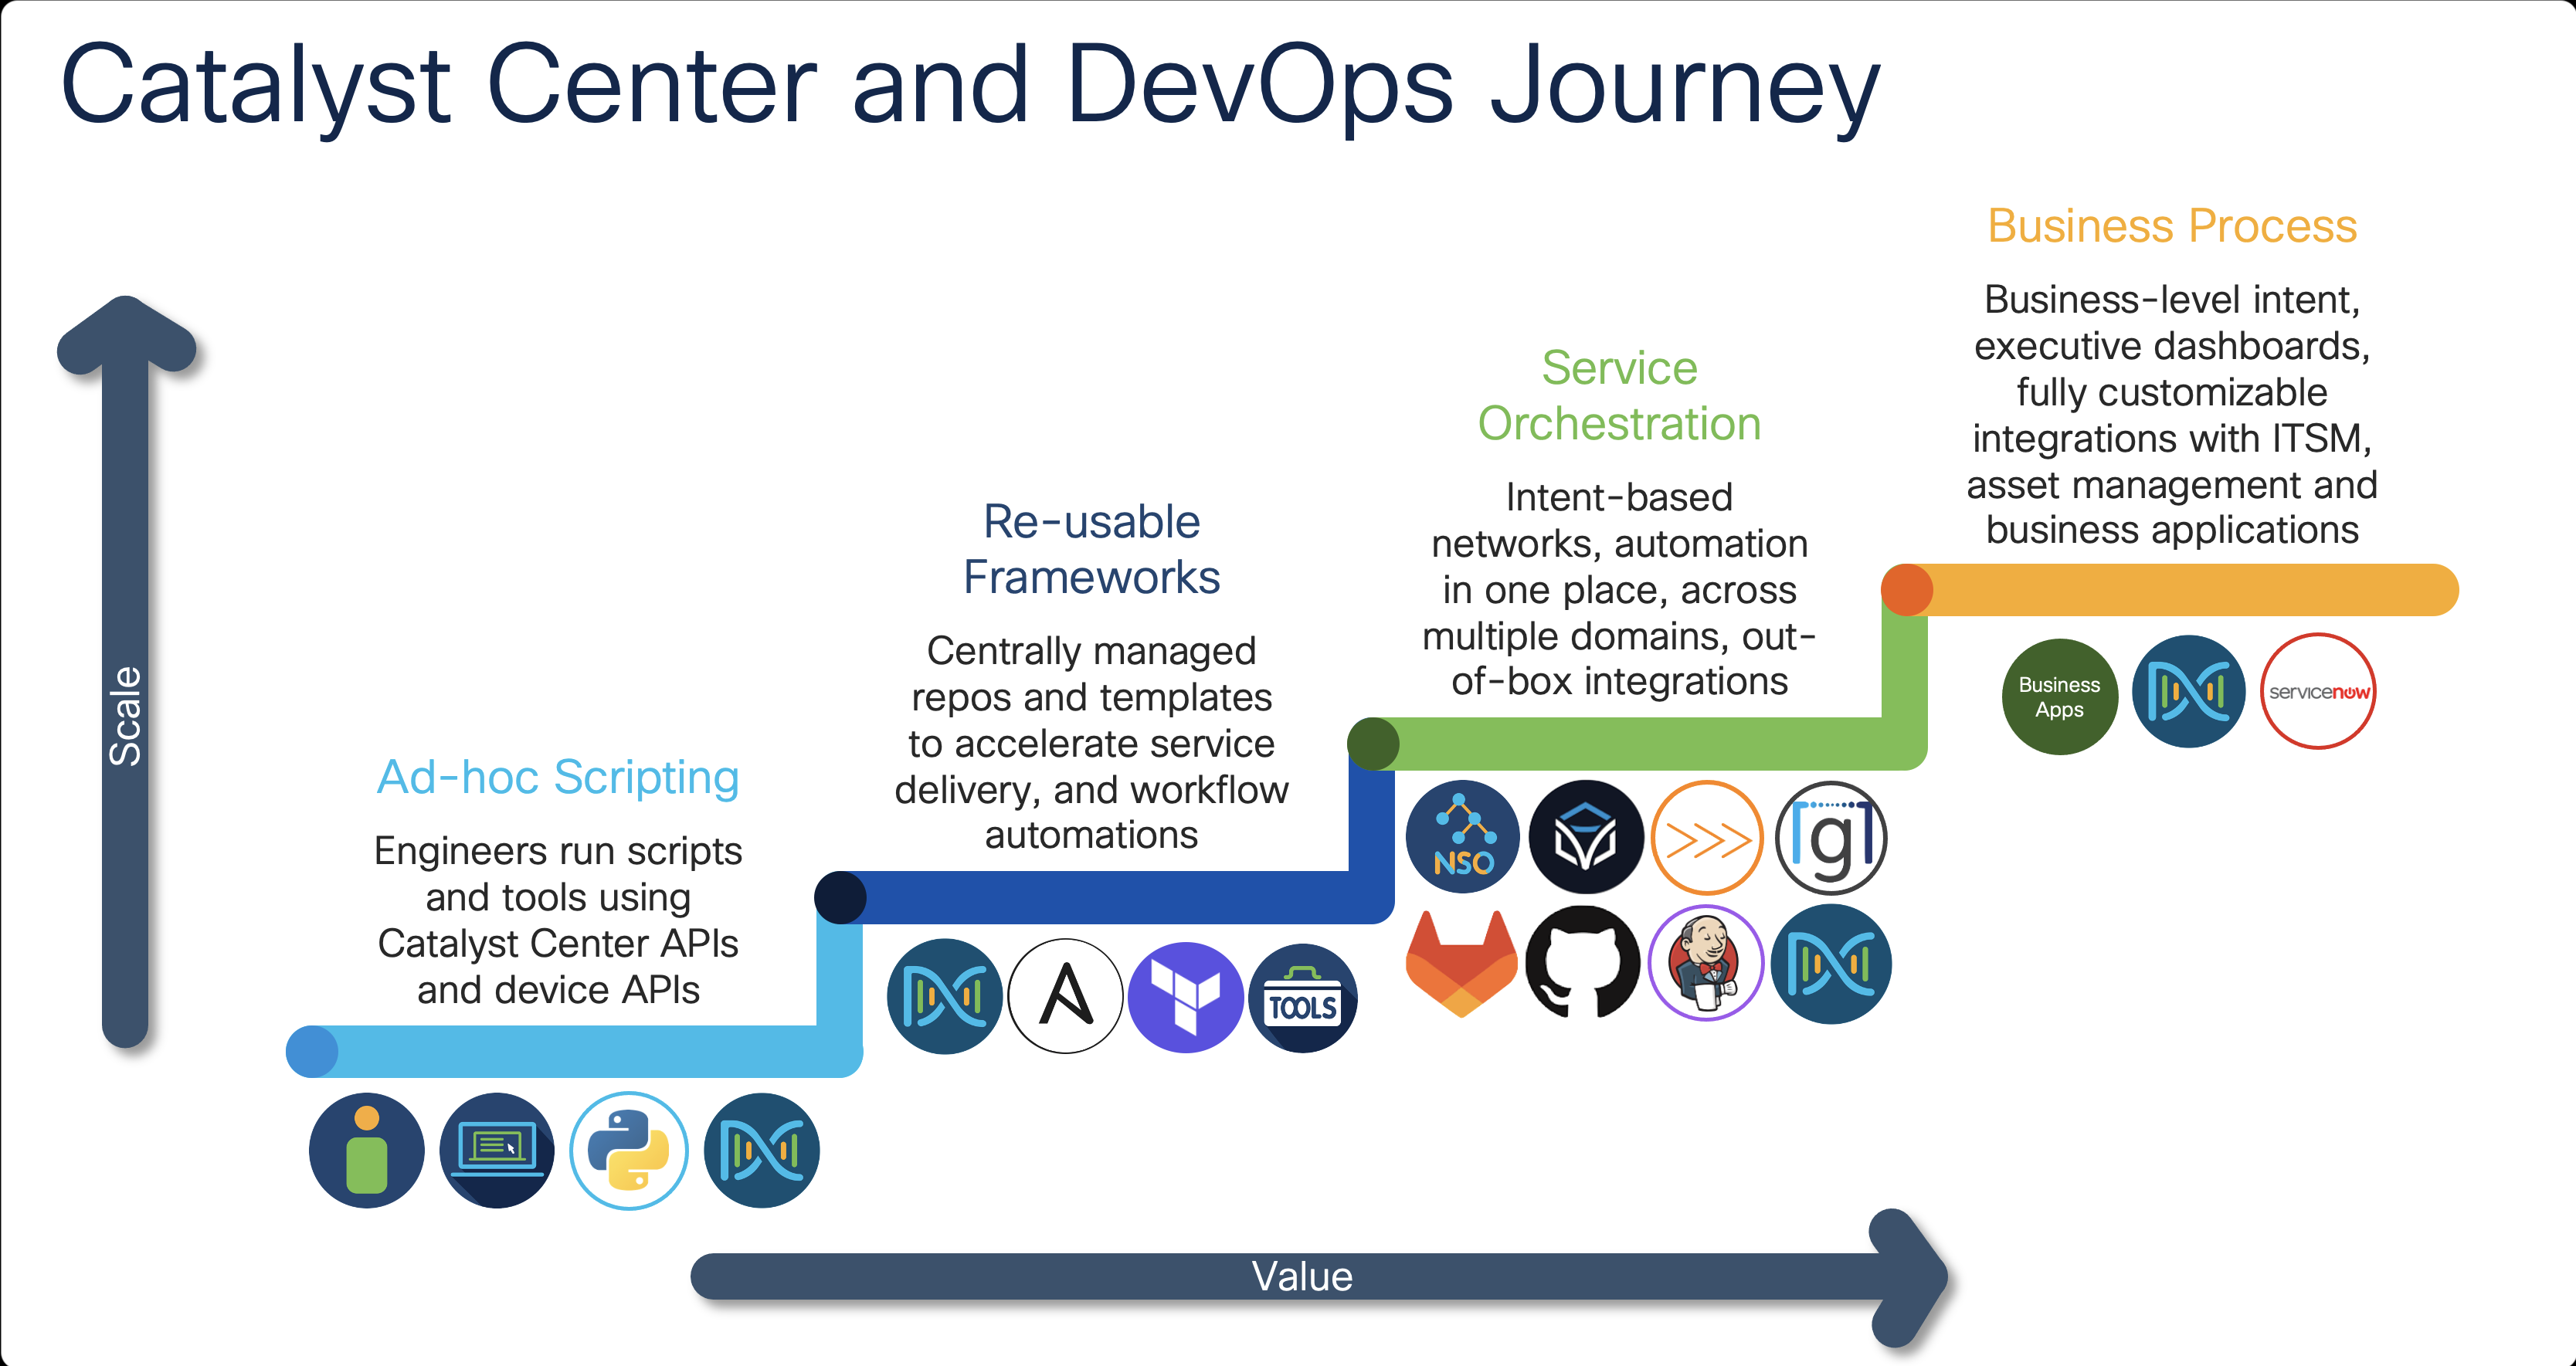 Catalyst Center and DevOps Journey
Scale
Ad-hoc Scripting
Engineers run scripts
and tools using
Catalyst Center APIs
and device APIs
Re-usable
Frameworks
Centrally managed
repos and templates
to accelerate service
delivery, and workflow
automations
TOOLS
Service
Orchestration
Intent-based
networks, automation
in one place, across
multiple domains, out-
of-box integrations
NSO
[g]
Business Process
Business-level intent,
executive dashboards,
fully customizable
integrations with ITSM,
asset management and
business applications
Business
Apps
servicenow
Value